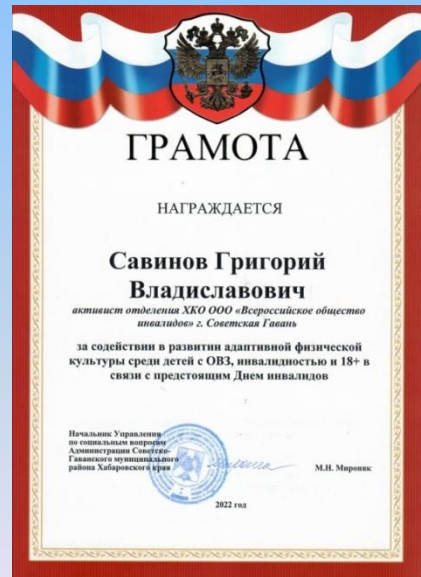 ГРАМОТА
НАГРАЖДАЕТСЯ
Савинов Григорий
Владиславович
активист отделения ХКО ООО «Всероссийское общество
инвалидов» г. Советская Гавань
за содействии в развитии адаптивной физической
культуры среди детей с ОВЗ, инвалидностью и 18+ в
связи с предстоящим Днем инвалидов
Начальник Управления
по социальным вопросам
Администрации Советско-
Гаванского муниципального
района Хабаровского края
М.Н. Мироняк
2022 год